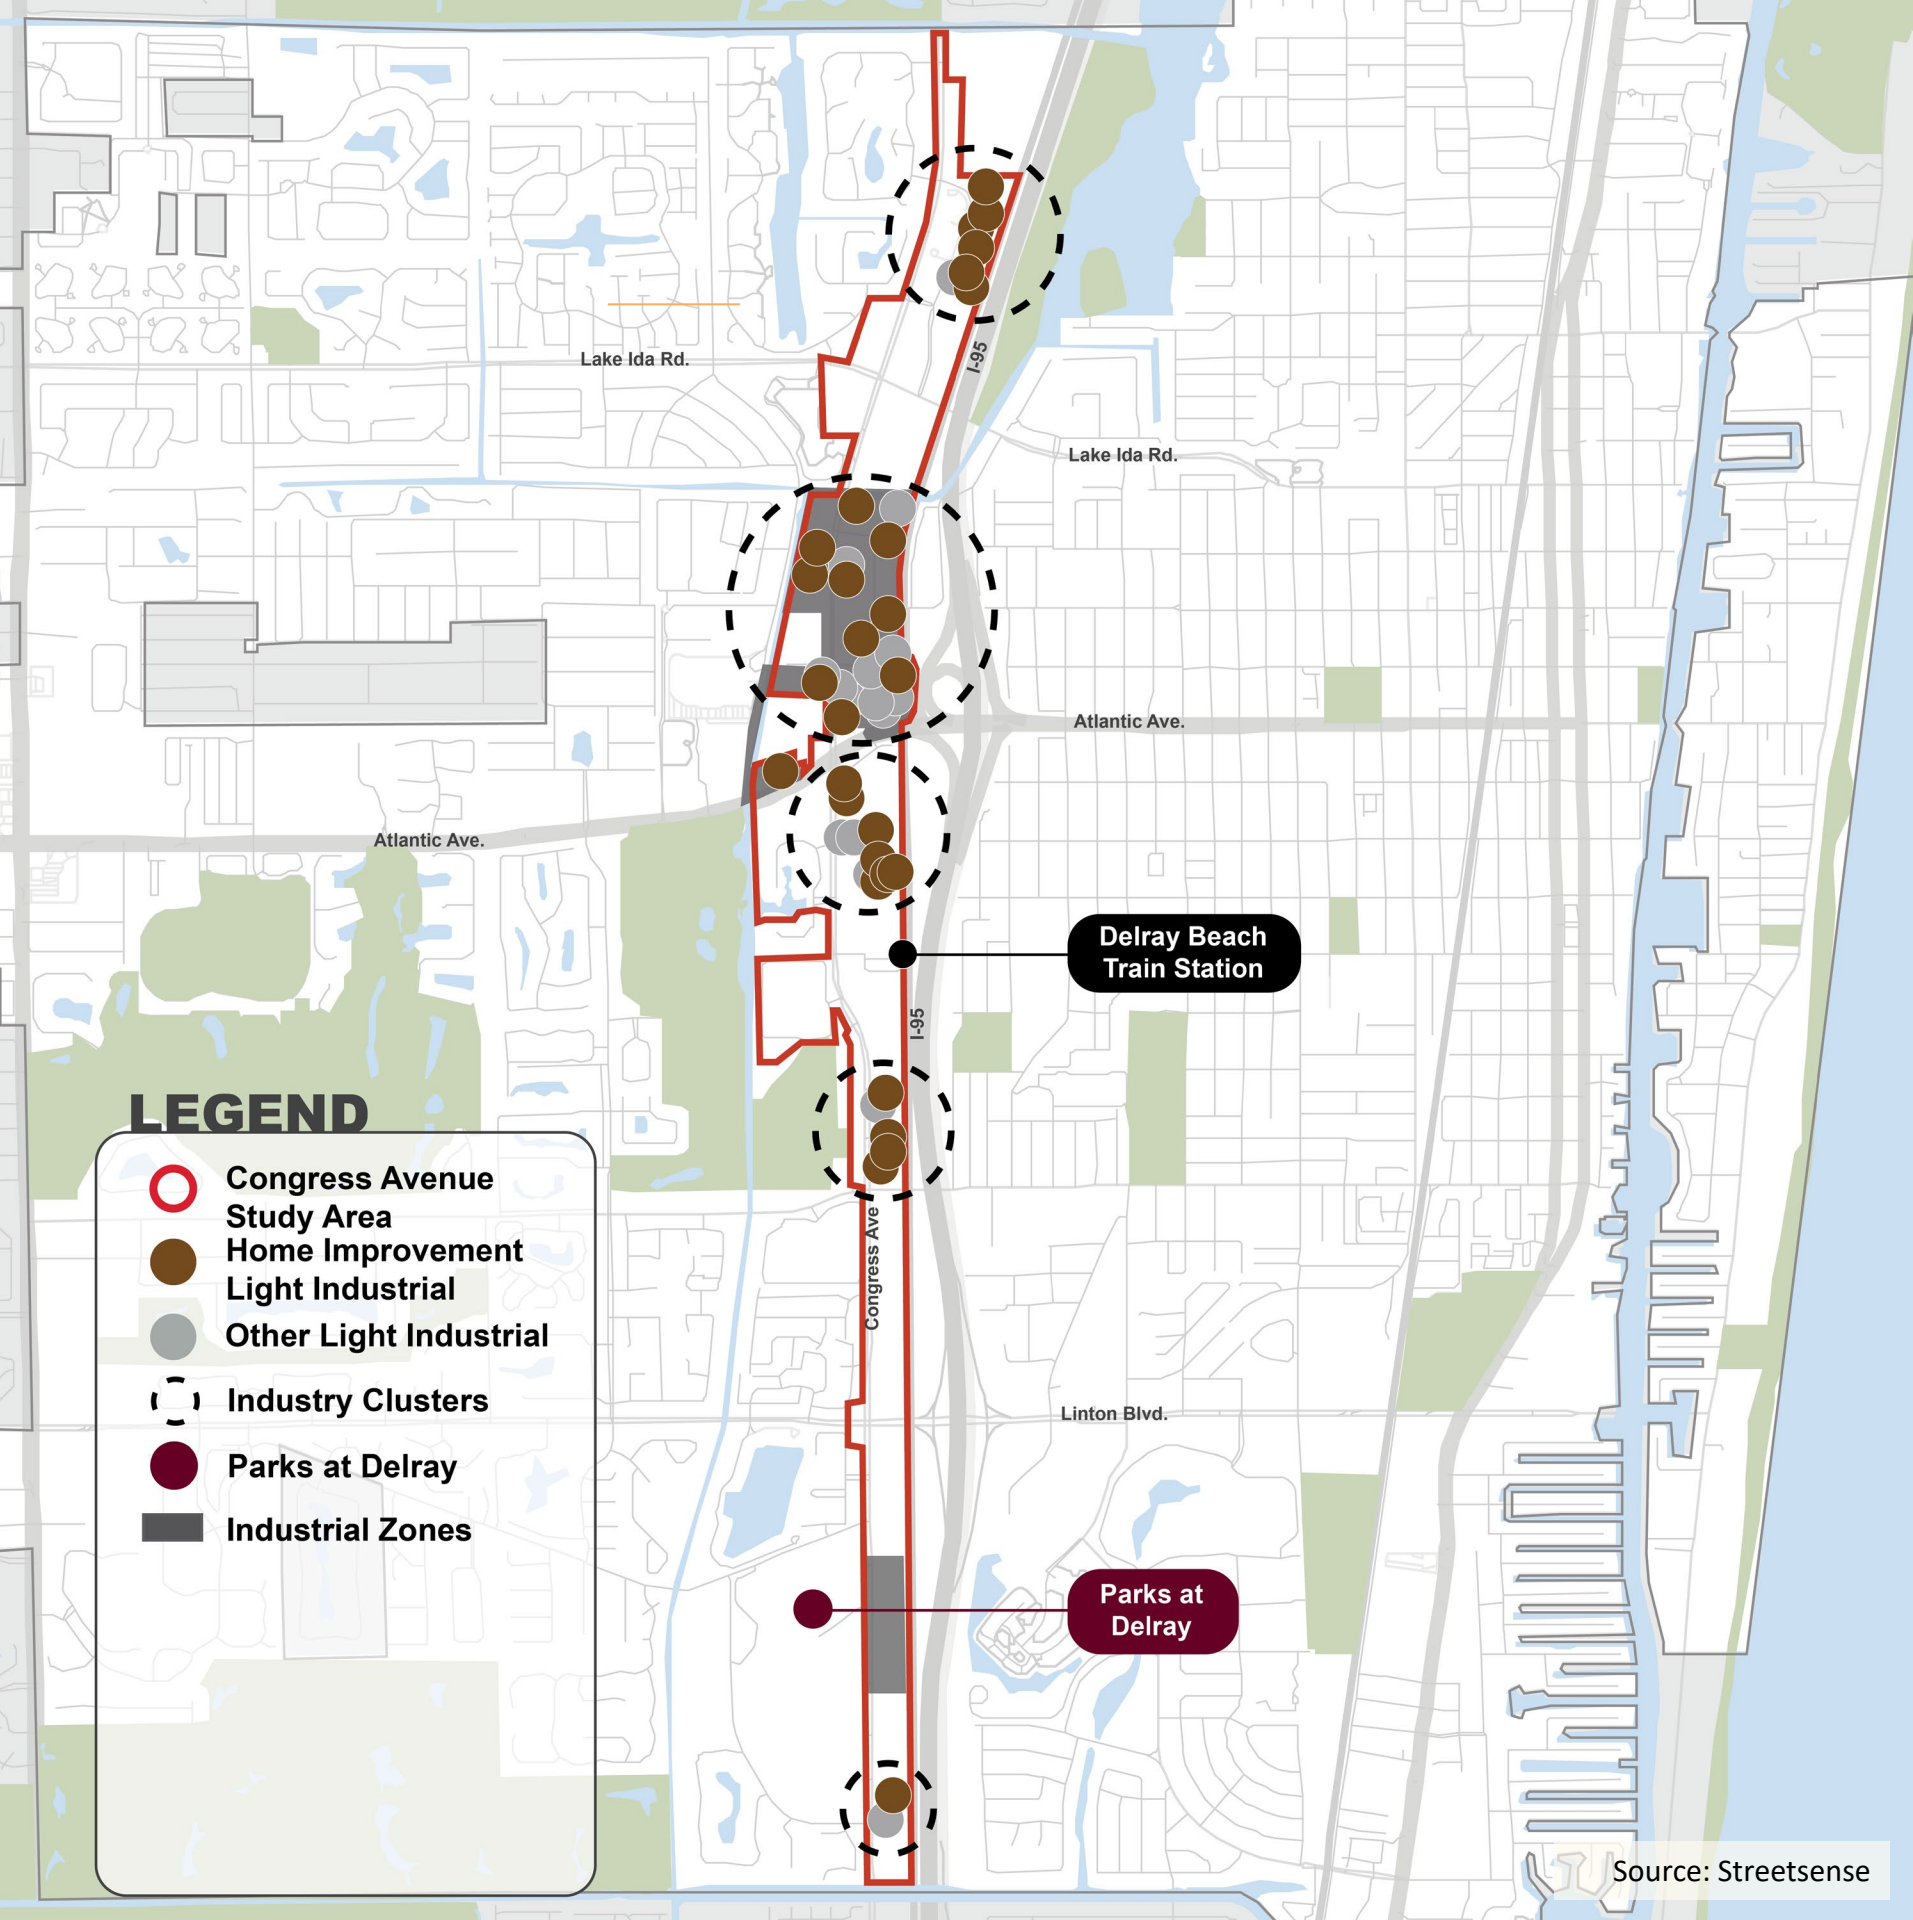 Lake Ida Rd.
I-95
Lake Ida Rd.
Atlantic Ave.
Atlantic Ave.
Delray Beach
Train Station
I-95
LEGEND
Congress Avenue
Study Area
Home Improvement
Light Industrial
Other Light Industrial
Industry Clusters
Parks at Delray
Industrial Zones
Congress Ave
Linton Blvd.
Parks at
Delray
Source: Streetsense